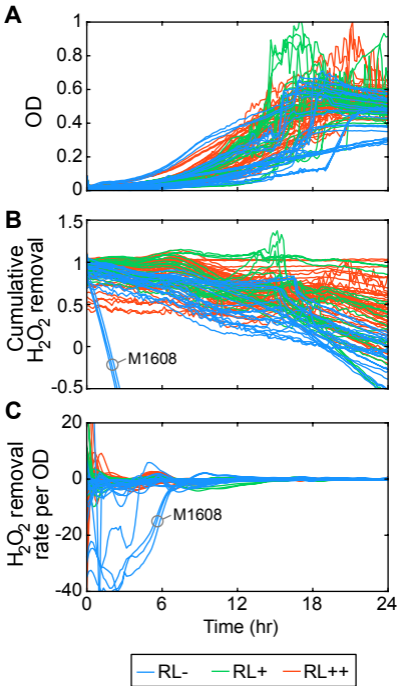 A
OD
1
0.8
0.6
0.4
0.2
0
B
Cumulative
H₂O₂ removal
1.5
1
0.5
0
-0.5
M1608
C
H₂O₂ removal
rate per OD
20
0
-20
-40
M1608
0 6 12 18 24
Time (hr)
RL- RL+ RL++